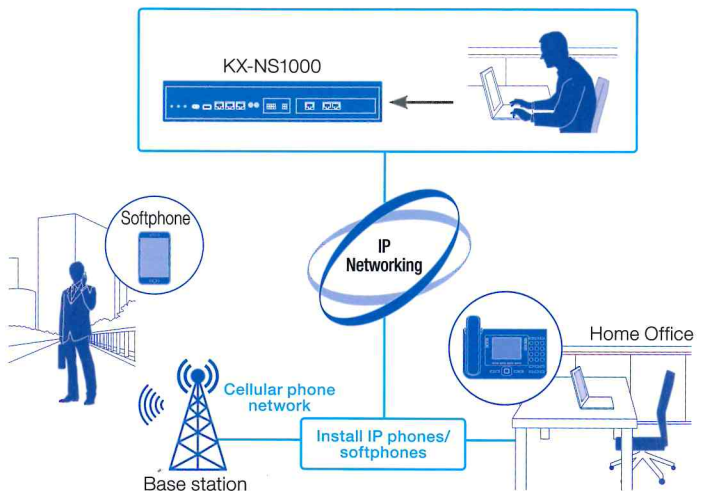 KX-NS1000
Softphone
IP
Networking
Home Office
Cellular phone
network
Install IP phones/
softphones
Base station